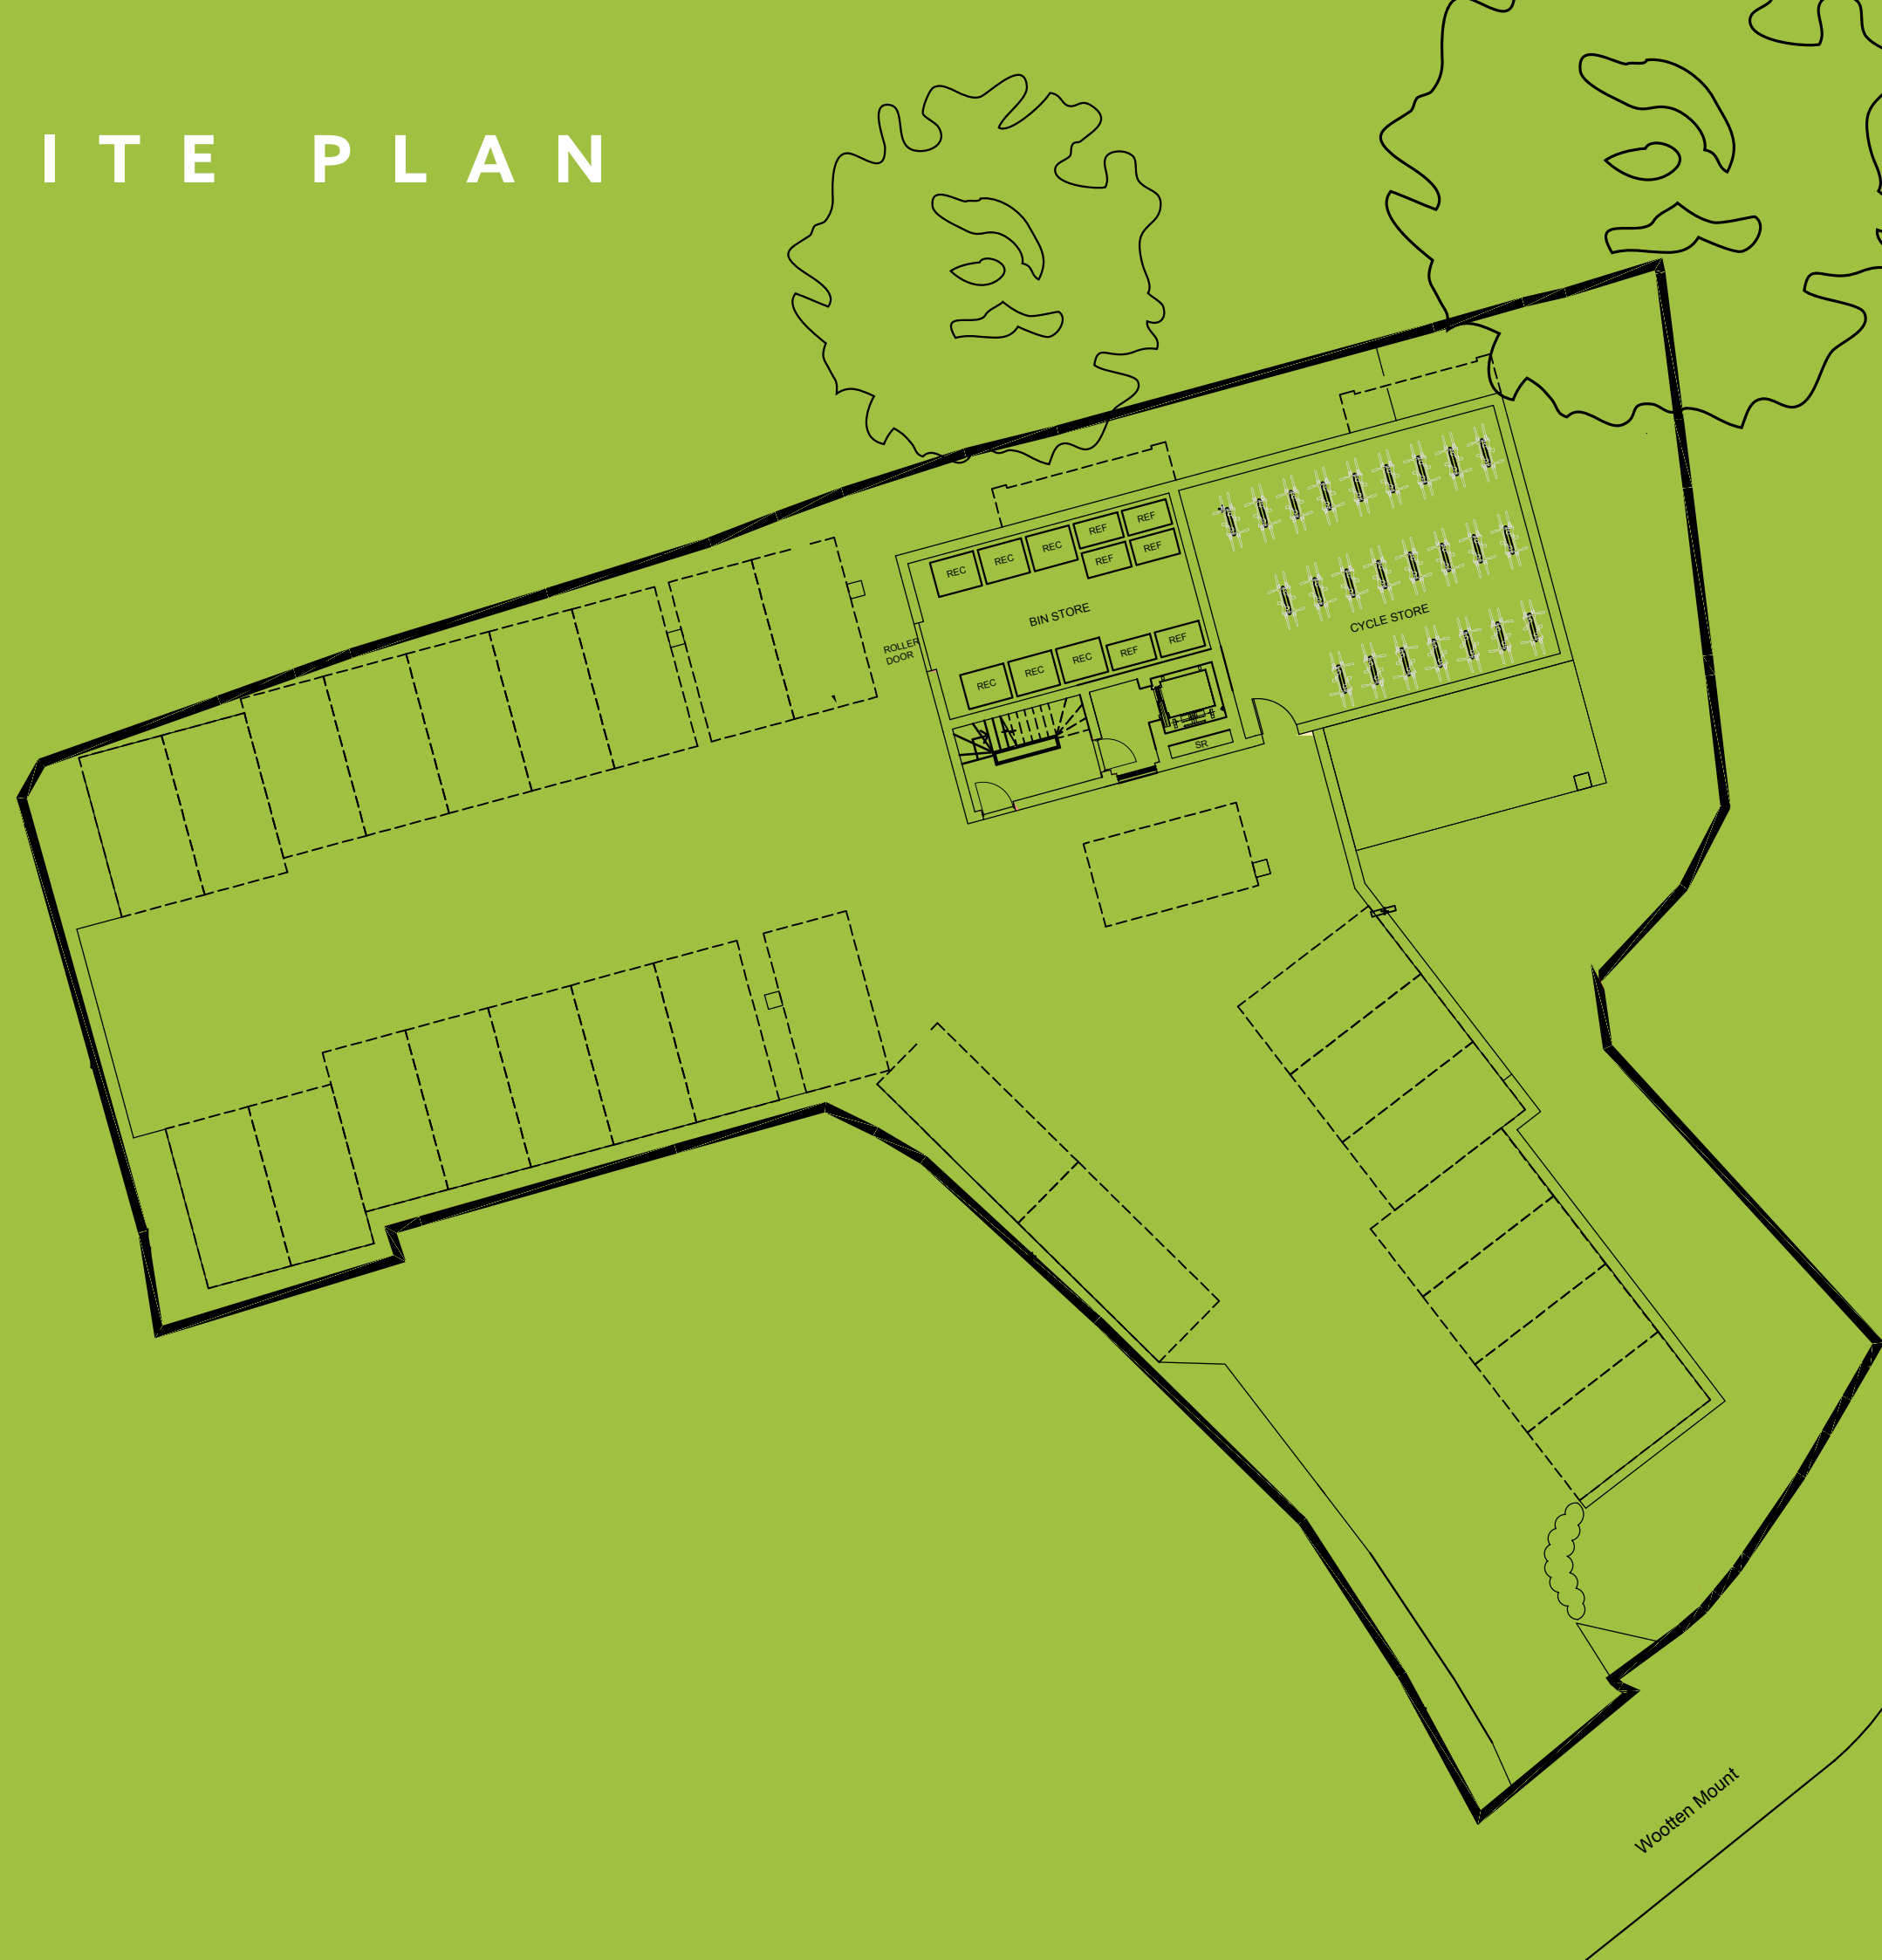 ITE PLAN
REC
REC
REC
REF
REF
REF
REF
BIN STORE
CYCLE STORE
ROLLER
DOOR
REC
REC
REC
REF
REF
SR
Wootten Mount